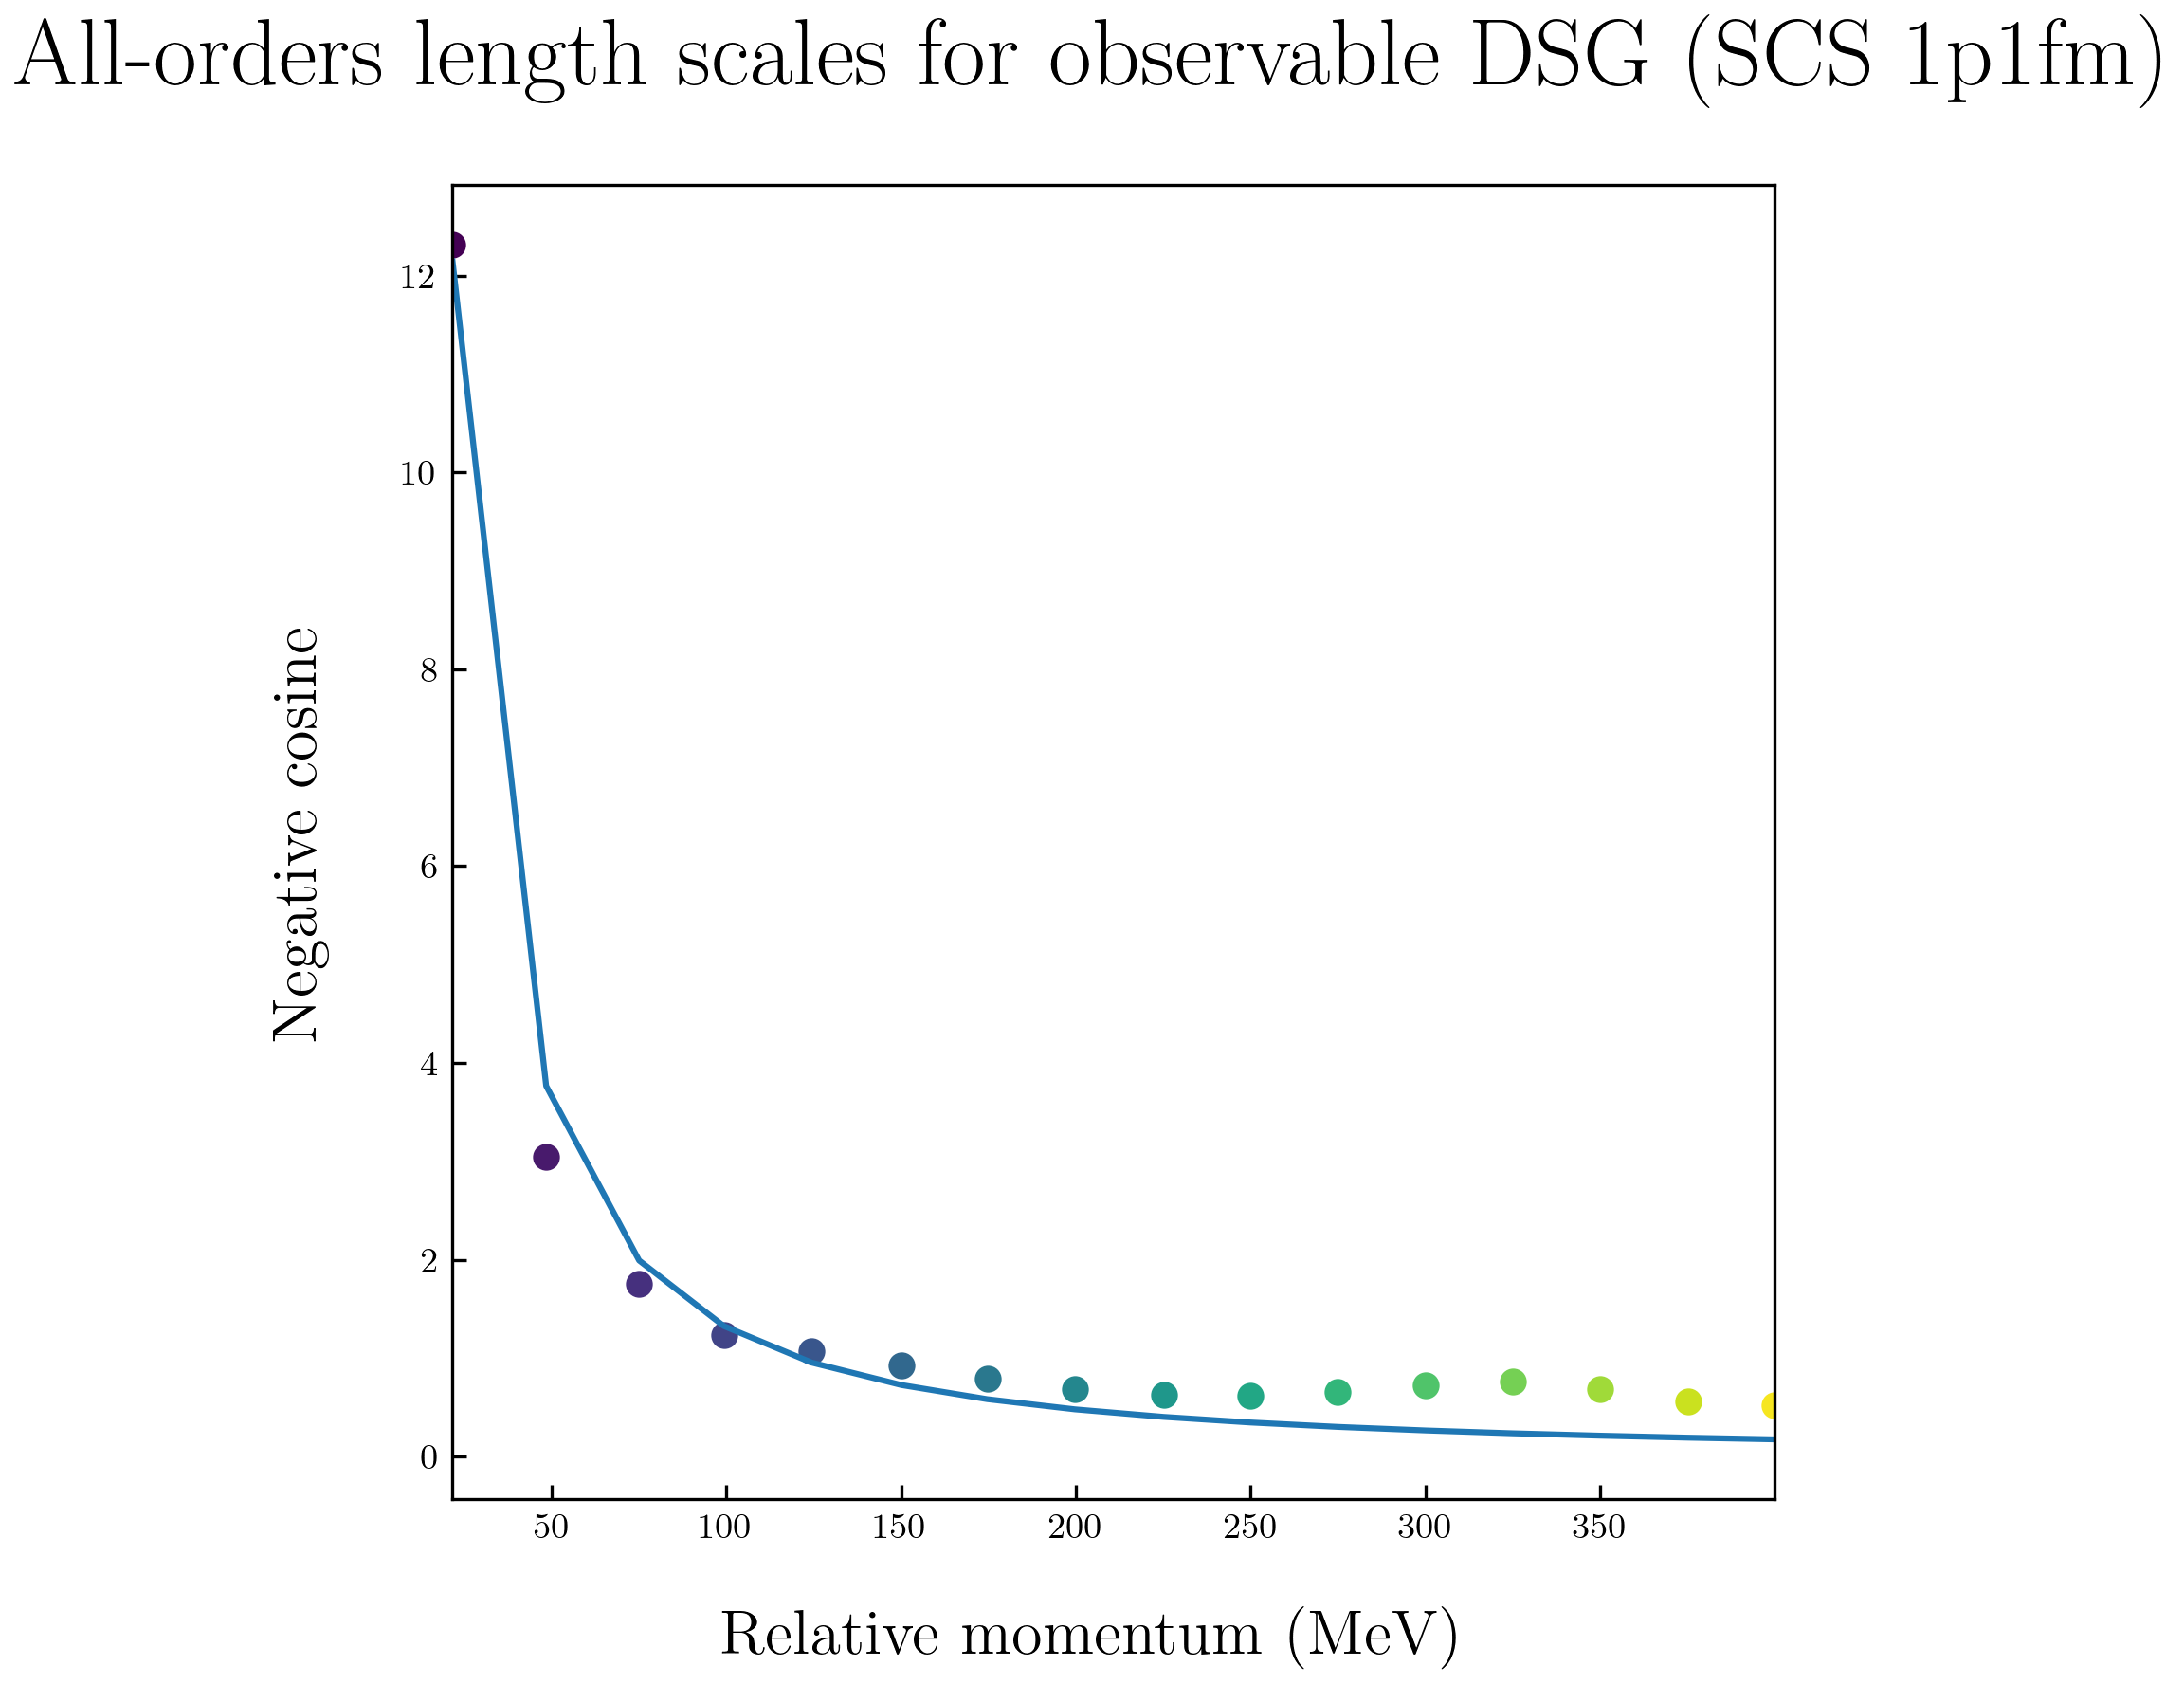 All-orders length scales for observable DSG (SCS 1p1fm)
Negative cosine
12
10
8
6
4
2
0
50 100 150 200 250 300 350
Relative momentum (MeV)